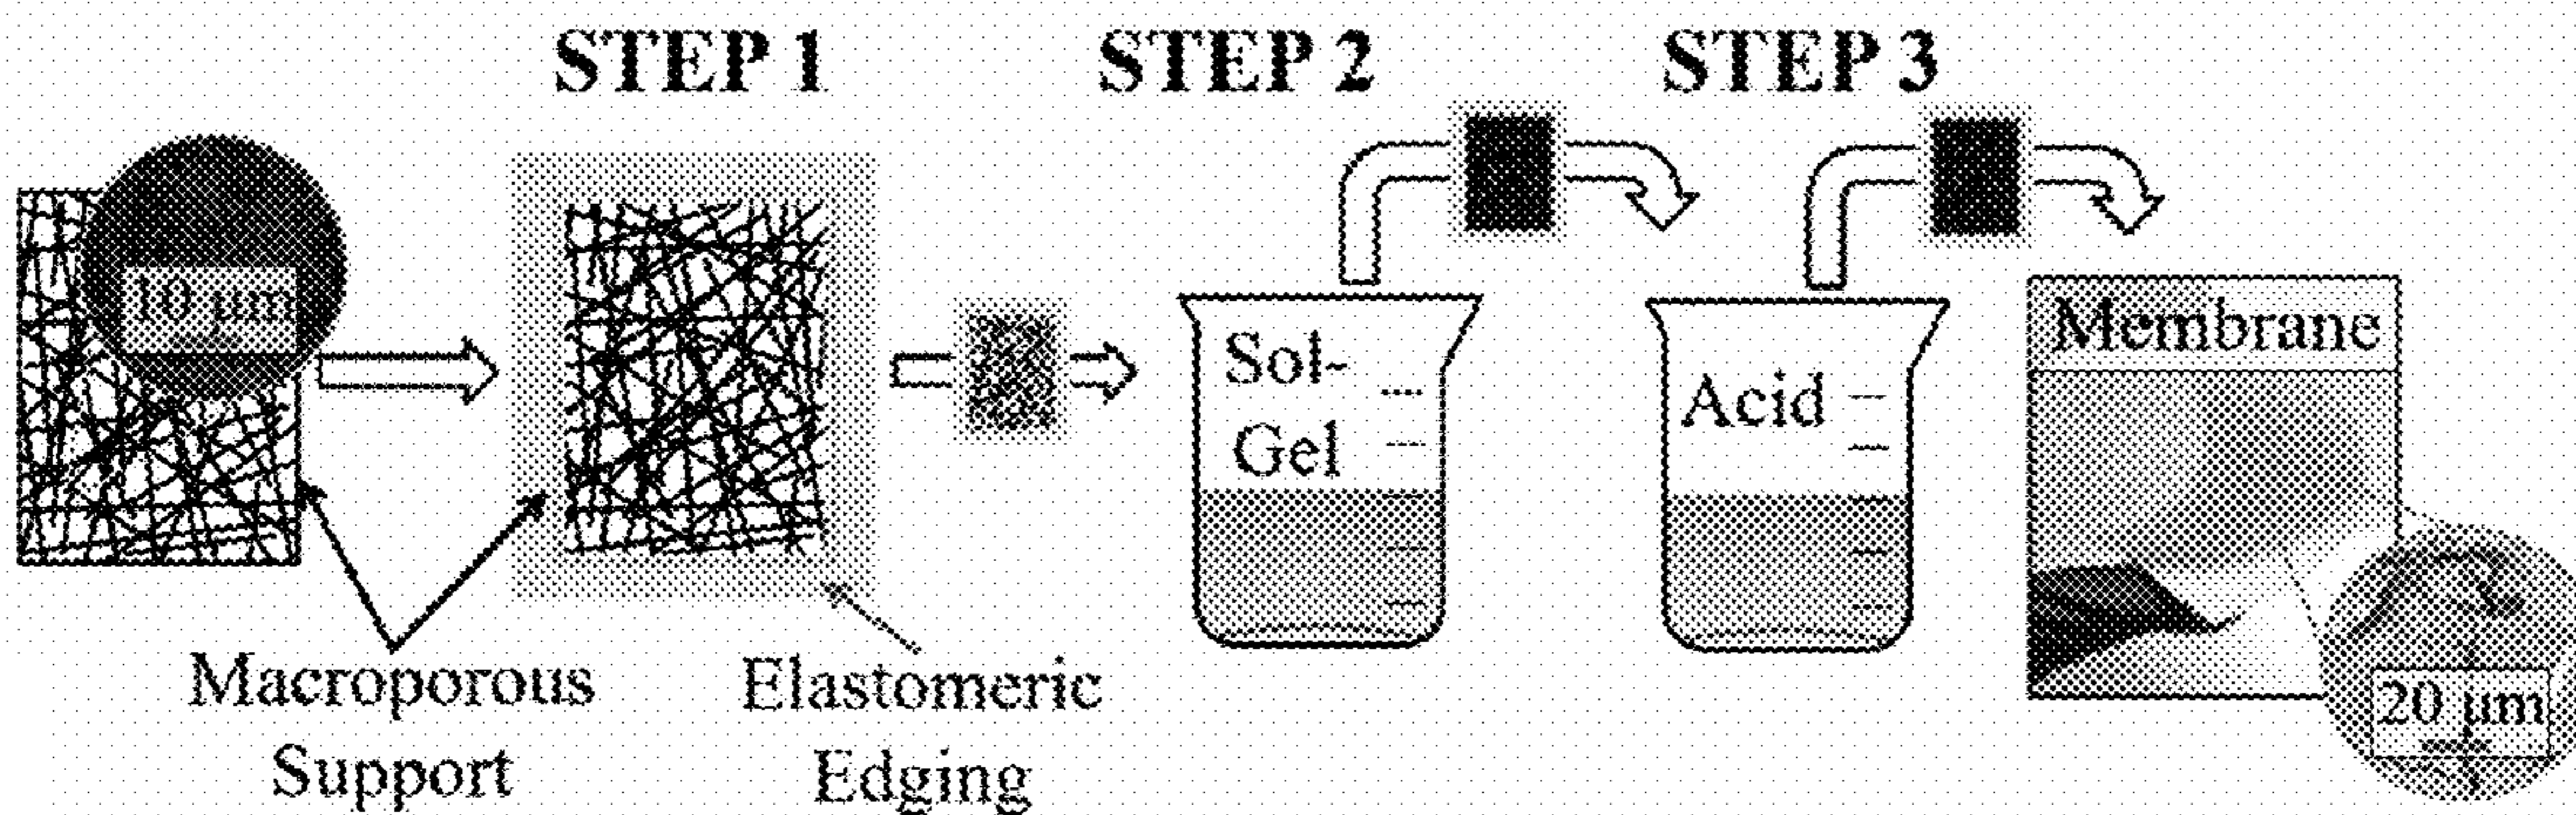 STEP 1
STEP 2
STEP 3
10 μm
Sol-
Gel
Acid
Membrane
Macroporous
Support
Elastomeric
Edging
20 μm